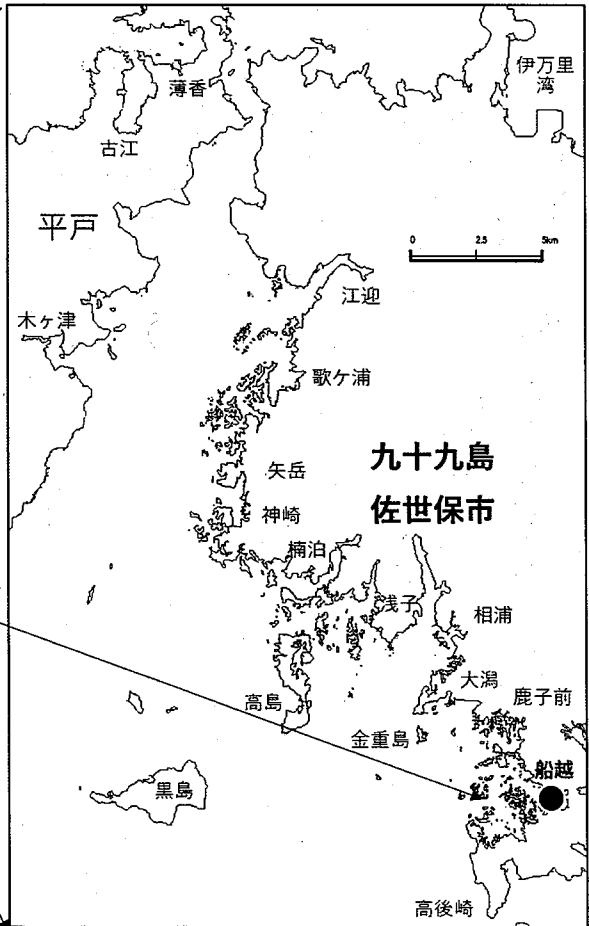 伊万里
湾
薄香
古江
平戸
0 2.5 5km
江迎
木ヶ津
歌ケ浦
九十九島
佐世保市
矢岳
神崎
楠泊
浅子
相浦
大潟
鹿子前
高島
金重島
船越
黒島
高後崎